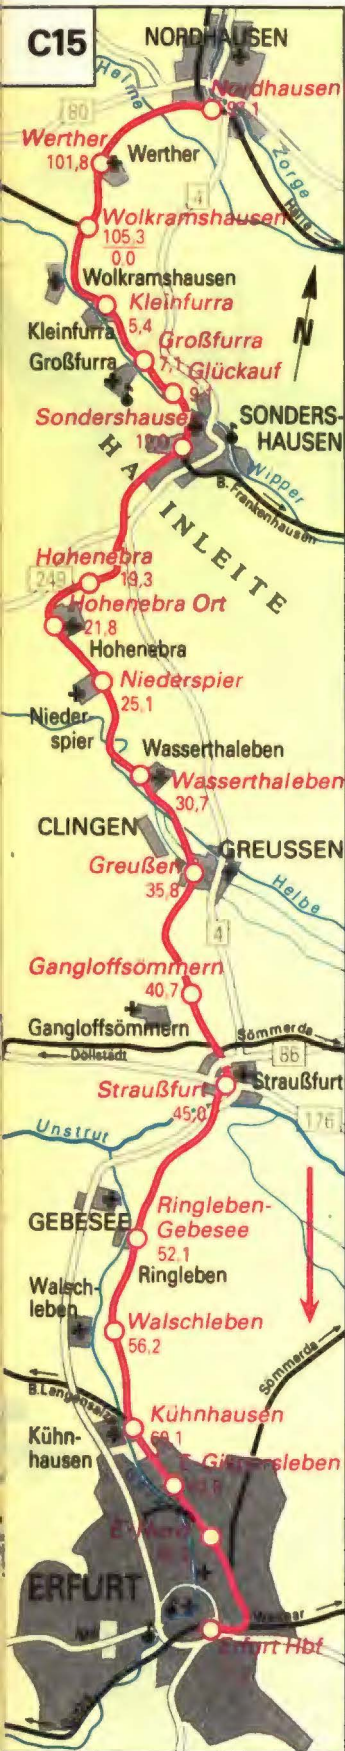 C15
NORDHAUSEN
Helme
Nordhausen
80
Zorge
Werther
101,8
Werther
4
Halle
Wolkramshausen
105,3
0,0
N
Wolkramshausen
Kleinfurra
5,4
Kleinfurra
Großfurra
7,1
Großfurra
Glückauf
SONDERS-
HAUSEN
HAINLEITE
Wipper
B. Frankenhausen
Hohenebra
19,3
249
Hohenebra Ort
21,8
Hohenebra
Niederspier
25,1
Nieder
spier
Wasserthaleben
Wasserthaleben
30,7
CLINGEN
GREUSSEN
Greußen
35,8
Helbe
4
Gangloffsömmern
40,7
Gangloffsömmern
Sömmerda
Döllstädt
86
Straußfurt
Straußfurt
45,0
176
Unstrut
Ringleben-
Gebesee
52,1
GEBESEE
Ringleben
Walsch-
leben
Walschleben
56,2
Sömmerda
B.Langensalza
Kühnhausen
Kühn-
hausen
ERFURT
Erfurt Hbf